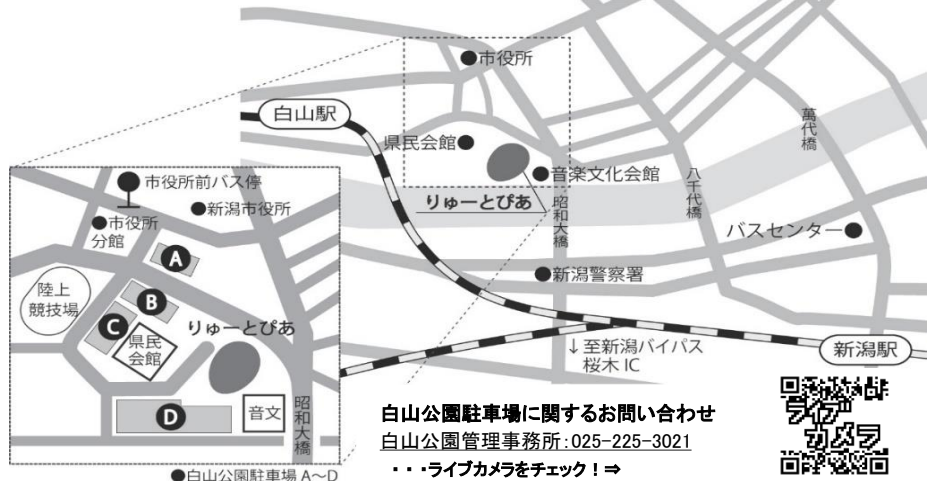 市役所
白山駅
県民会館
音楽文化会館
りゅーとぴあ
昭和大橋
八千代橋
萬代橋
バスセンター
新潟警察署
新潟駅
↓至新潟バイパス
桜木IC
市役所前バス停
新潟市役所
市役所
分館
A
B
C
D
陸上
競技場
県民
会館
りゅーとぴあ
音文
昭和大橋
●白山公園駐車場 A～D
白山公園駐車場に関するお問い合わせ
白山公園管理事務所：025-225-3021
・・・ライブカメラをチェック！⇒
ライブ
カメラ